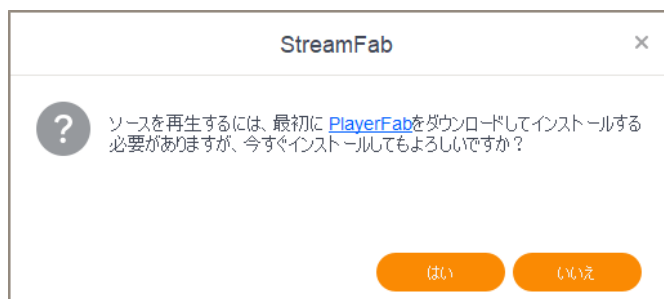 StreamFab
ソースを再生するには、最初に PlayerFabをダウンロードしてインストールする
必要がありますが、今すぐインストールしてもよろしいですか？
はい
いいえ